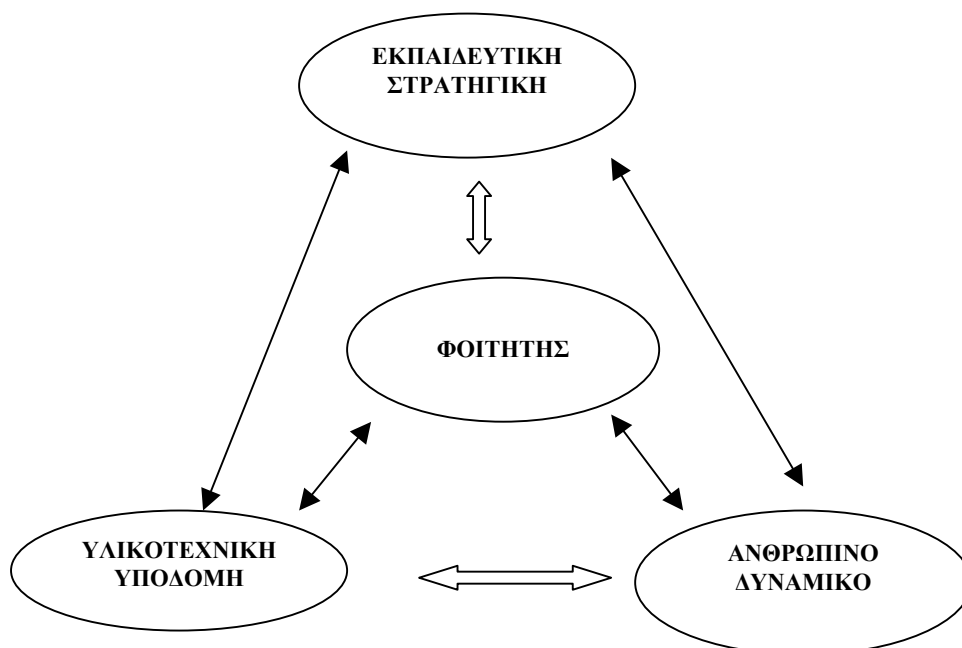 ΕΚΠΑΙΔΕΥΤΙΚΗ
ΣΤΡΑΤΗΓΙΚΗ
ΦΟΙΤΗΤΗΣ
ΥΛΙΚΟΤΕΧΝΙΚΗ
ΥΠΟΔΟΜΗ
ΑΝΘΡΩΠΙΝΟ
ΔΥΝΑΜΙΚΟ